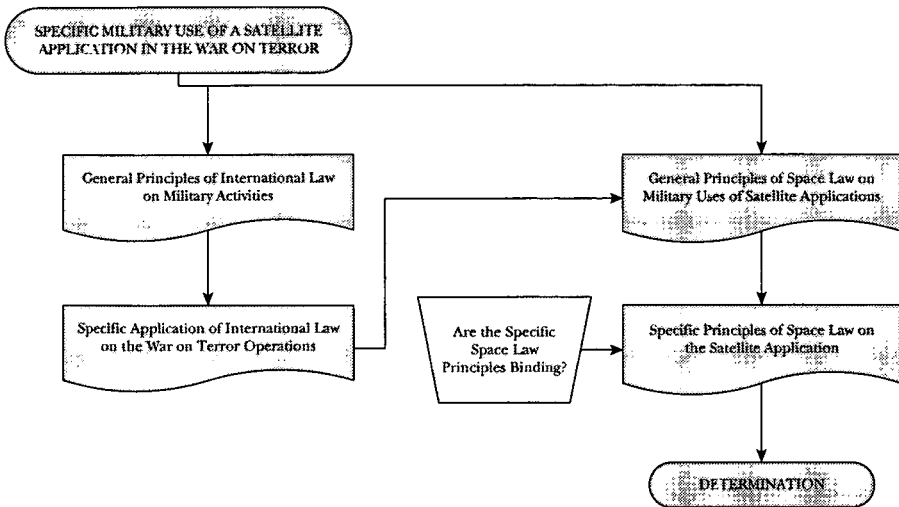 SPECIFIC MILITARY USE OF A SATELLITE
APPLICATION IN THE WAR ON TERROR
General Principles of International Law
on Military Activities
General Principles of Space Law on
Military Uses of Satellite Applications
Specific Application of International Law
on the War on Terror Operations
Are the Specific
Space Law
Principles Binding?
Specific Principles of Space Law on
the Satellite Application
DETERMINATION